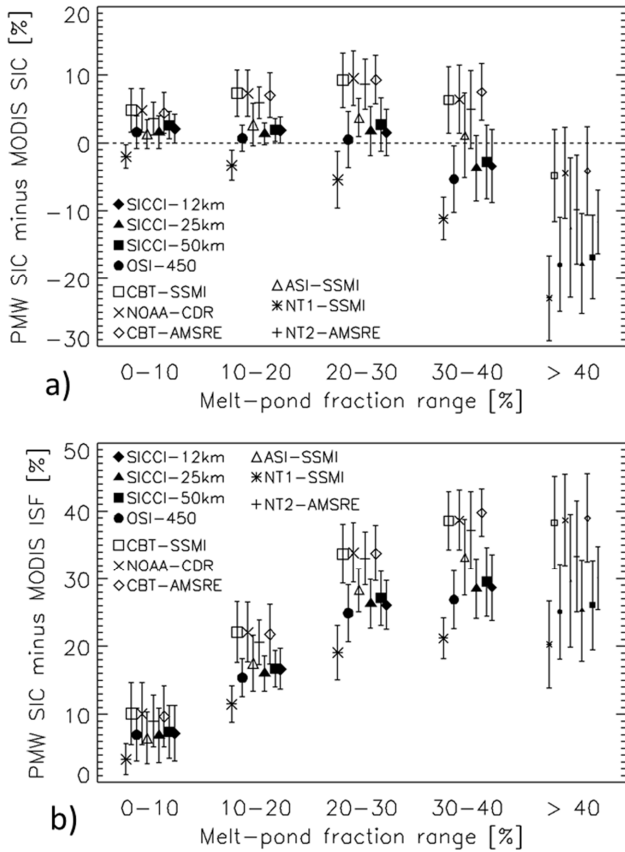 20
10
0
-10
-20
-30
PMW SIC minus MODIS SIC [%]
SICCI-12km
SICCI-25km
SICCI-50km
OSI-450
CBT-SSMI
NOAA-CDR
CBT-AMSRE
ASI-SSMI
NT1-SSMI
NT2-AMSRE
0-10 10-20 20-30 30-40 > 40
Melt-pond fraction range [%]
a)
50
40
30
20
10
0
PMW SIC minus MODIS ISF [%]
SICCI-12km
SICCI-25km
SICCI-50km
OSI-450
CBT-SSMI
NOAA-CDR
CBT-AMSRE
ASI-SSMI
NT1-SSMI
NT2-AMSRE
0-10 10-20 20-30 30-40 > 40
Melt-pond fraction range [%]
b)